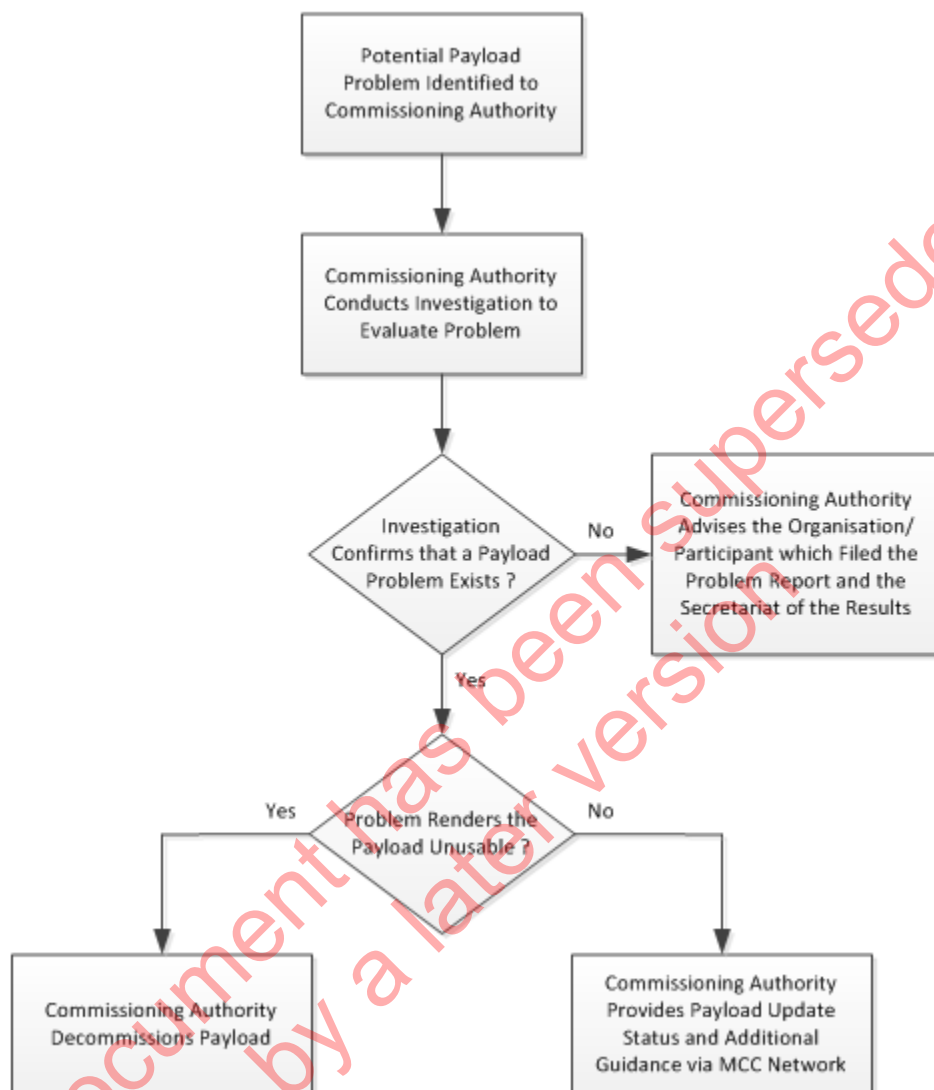 Potential Payload
Problem Identified to
Commissioning Authority
Commissioning Authority
Conducts Investigation to
Evaluate Problem
Investigation
Confirms that a Payload
Problem Exists ?
No
Commissioning Authority
Advises the Organisation/
Participant which Filed the
Problem Report and the
Secretariat of the Results
Yes
Problem Renders the
Payload Unusable ?
Yes
No
Commissioning Authority
Decommissions Payload
Commissioning Authority
Provides Payload Update
Status and Additional
Guidance via MCC Network
has been
by a later version